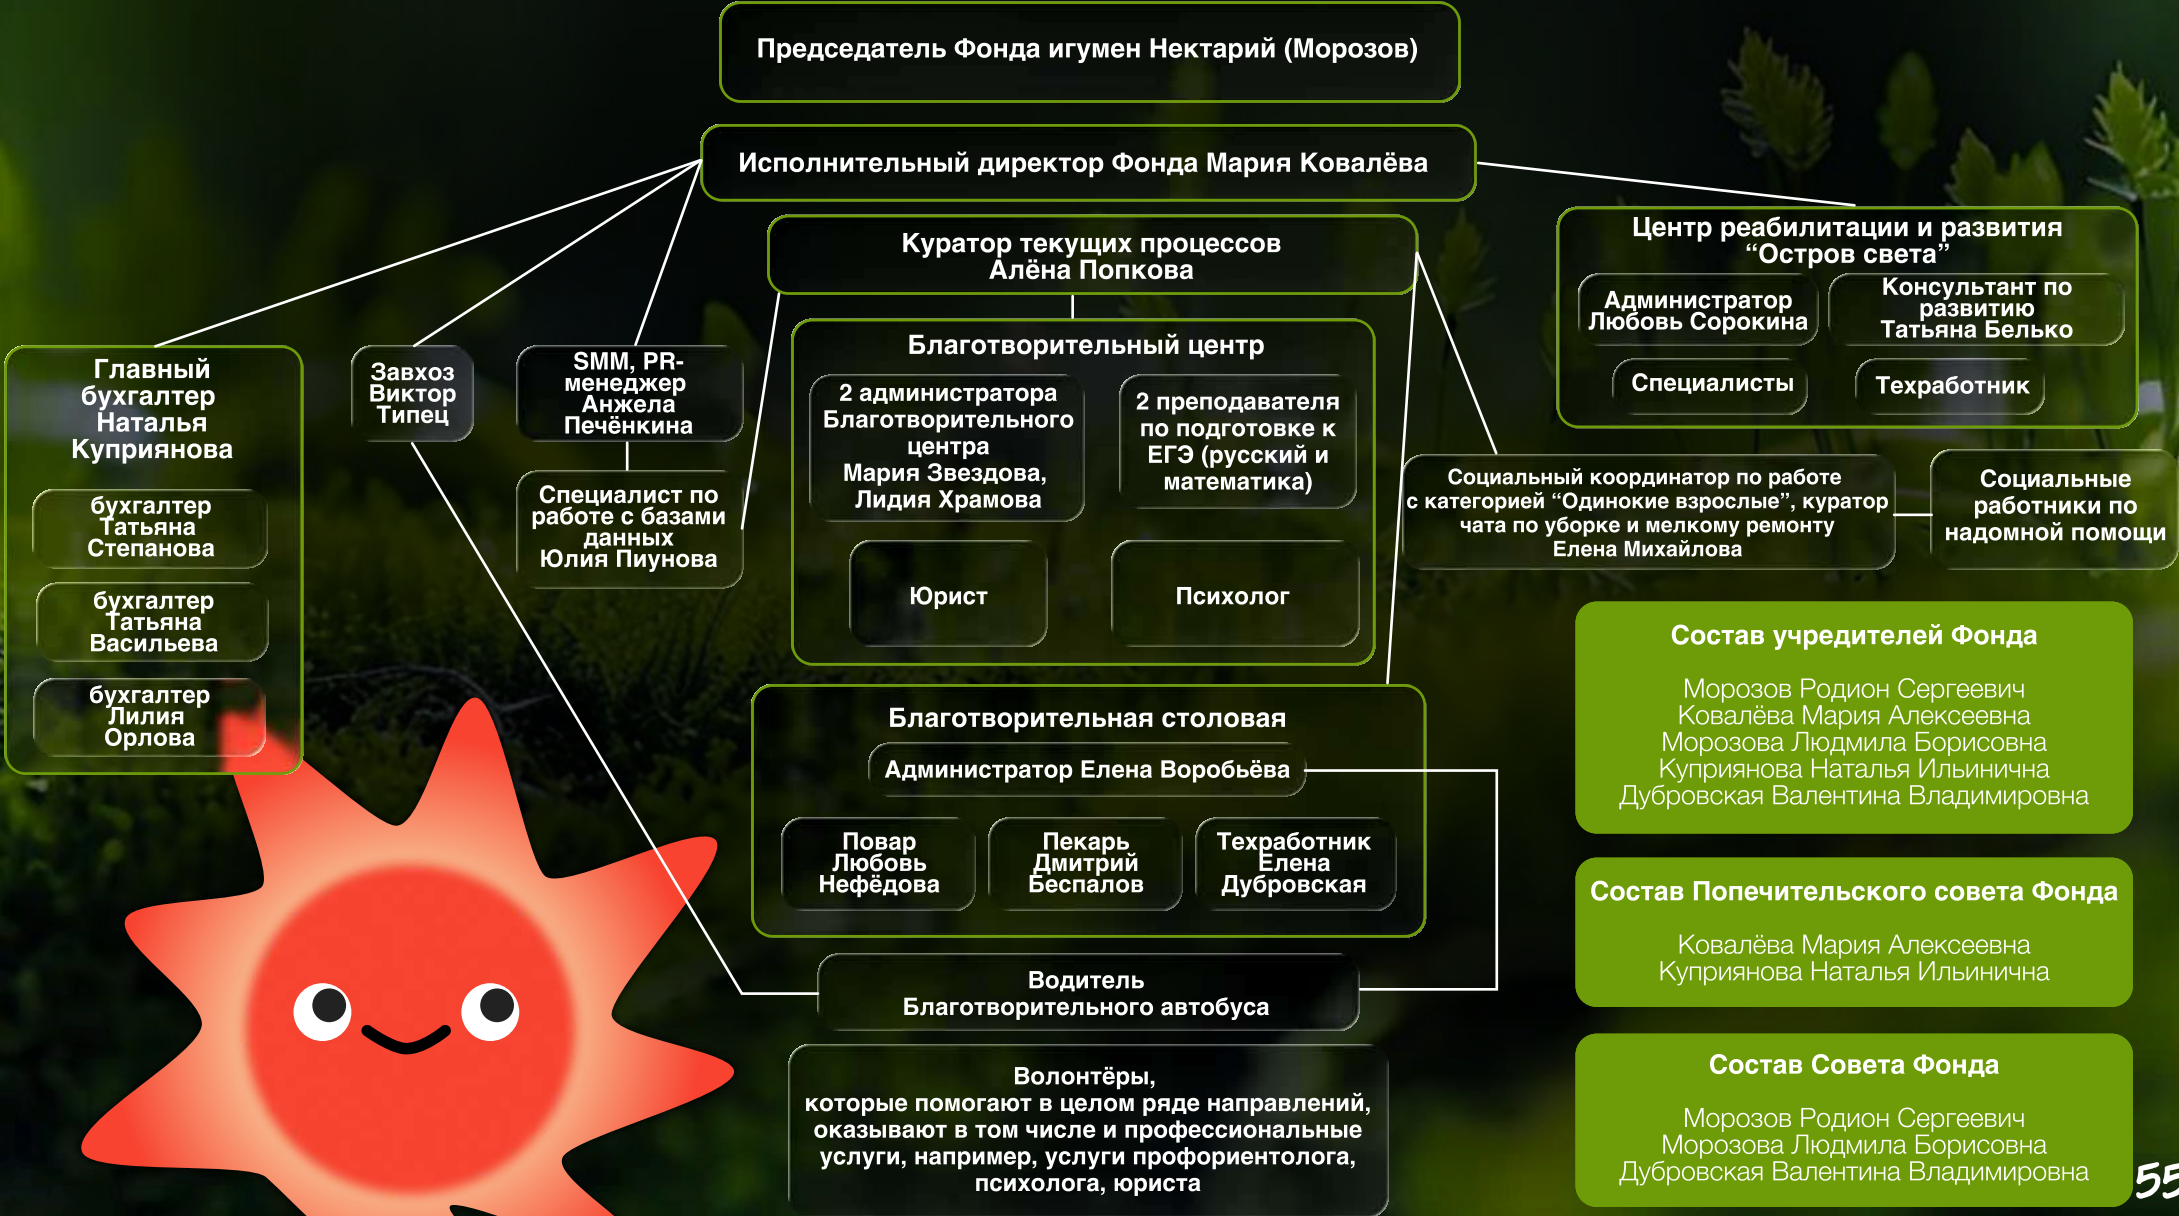 Председатель Фонда игумен Нектарий (Морозов)
Исполнительный директор Фонда Мария Ковалёва
Куратор текущих процессов
Алёна Попкова
Центр реабилитации и развития
“Остров света”
Администратор
Любовь Сорокина
Консультант по
развитию
Татьяна Белько
Специалисты
Техработник
Главный
бухгалтер
Наталья
Куприянова
бухгалтер
Татьяна
Степанова
бухгалтер
Татьяна
Васильева
бухгалтер
Лилия
Орлова
Завхоз
Виктор
Типец
SMM, PR-
менеджер
Анжела
Печёнкина
Специалист по
работе с базами
данных
Юлия Пиунова
Благотворительный центр
2 администратора
Благотворительного
центра
Мария Звездова,
Лидия Храмова
2 преподавателя
по подготовке к
ЕГЭ (русский и
математика)
Юрист
Психолог
Социальный координатор по работе
с категорией “Одинокие взрослые”, куратор
чата по уборке и мелкому ремонту
Елена Михайлова
Социальные
работники по
надомной помощи
Благотворительная столовая
Администратор Елена Воробьёва
Повар
Любовь
Нефёдова
Пекарь
Дмитрий
Беспалов
Техработник
Елена
Дубровская
Водитель
Благотворительного автобуса
Волонтёры,
которые помогают в целом ряде направлений,
оказывают в том числе и профессиональные
услуги, например, услуги профориентолога,
психолога, юриста
Состав учредителей Фонда
Морозов Родион Сергеевич
Ковалёва Мария Алексеевна
Морозова Людмила Борисовна
Куприянова Наталья Ильинична
Дубровская Валентина Владимировна
Состав Попечительского совета Фонда
Ковалёва Мария Алексеевна
Куприянова Наталья Ильинична
Состав Совета Фонда
Морозов Родион Сергеевич
Морозова Людмила Борисовна
Дубровская Валентина Владимировна
55